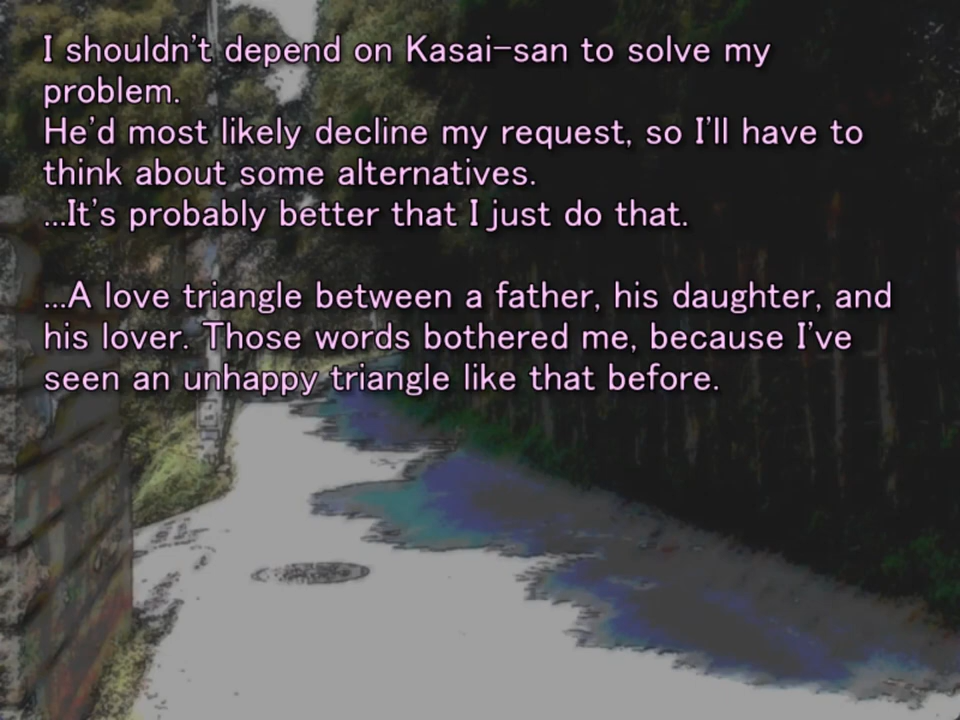 I shouldn't depend on Kasai-san to solve my
problem.
He'd most likely decline my request, so I'll have to
think about some alternatives.
...It's probably better that I just do that.
...A love triangle between a father, his daughter, and
his lover. Those words bothered me, because I've
seen an unhappy triangle like that before.